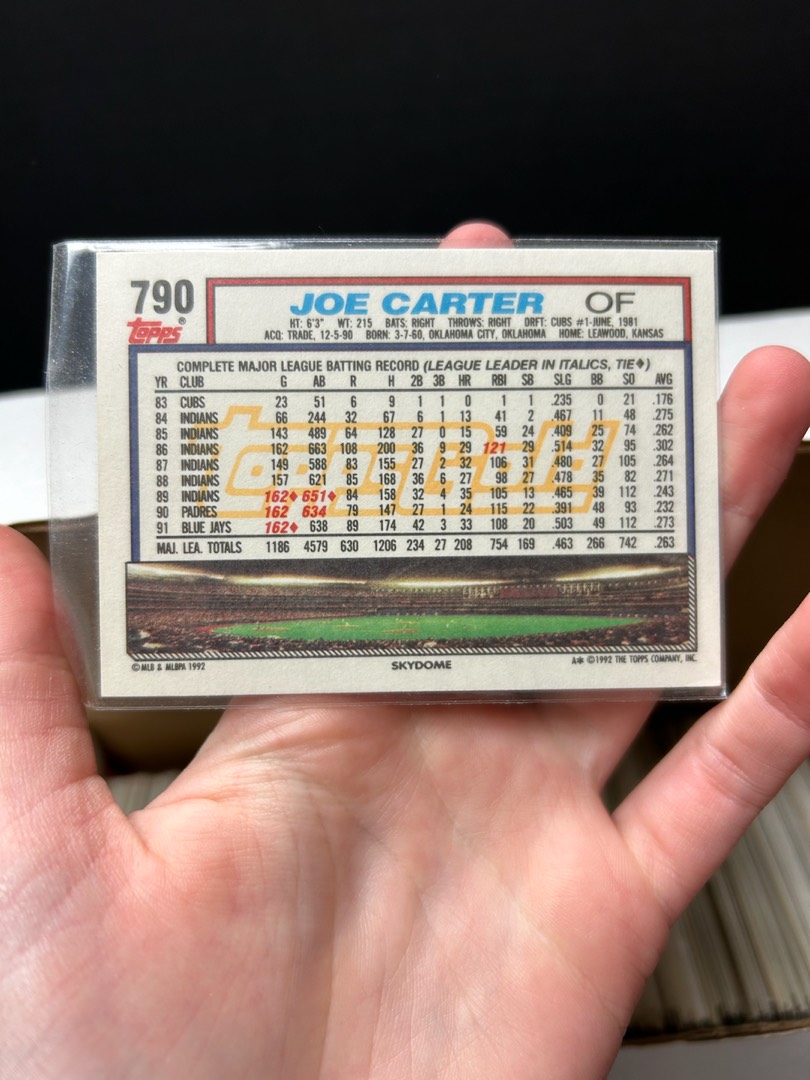 790 JOE CARTER OF
Topps®
HT: 6'3" WT: 215 BATS: RIGHT THROWS: RIGHT DRFT: CUBS #1-JUNE, 1981
ACQ: TRADE, 12-5-90 BORN: 3-7-60, OKLAHOMA CITY, OKLAHOMA HOME: LEAWOOD, KANSAS
COMPLETE MAJOR LEAGUE BATTING RECORD (LEAGUE LEADER IN ITALICS, TIE♦)
YR CLUB G AB R H 2B 3B HR RBI SB SLG BB SO AVG
83 CUBS 23 51 6 9 1 1 0 1 1 .235 0 21 .176
84 INDIANS 66 244 32 67 6 1 13 41 2 .467 11 48 .275
85 INDIANS 143 489 64 128 27 0 15 59 24 .409 25 74 .262
86 INDIANS 162 663 108 200 36 9 29 121 29 .514 32 95 .302
87 INDIANS 149 588 83 155 27 2 32 106 31 .480 27 105 .264
88 INDIANS 157 621 85 168 36 6 27 98 27 .478 35 82 .271
89 INDIANS 162♦ 651♦ 84 158 32 4 35 105 13 .465 39 112 .243
90 PADRES 162 634 79 147 27 1 24 115 22 .391 48 93 .232
91 BLUE JAYS 162♦ 638 89 174 42 3 33 108 20 .503 49 112 .273
MAJ. LEA. TOTALS 1186 4579 630 1206 234 27 208 754 169 .463 266 742 .263
ToppsGold
©MLB & MLBPA 1992 SKYDOME A* ©1992 THE TOPPS COMPANY, INC.